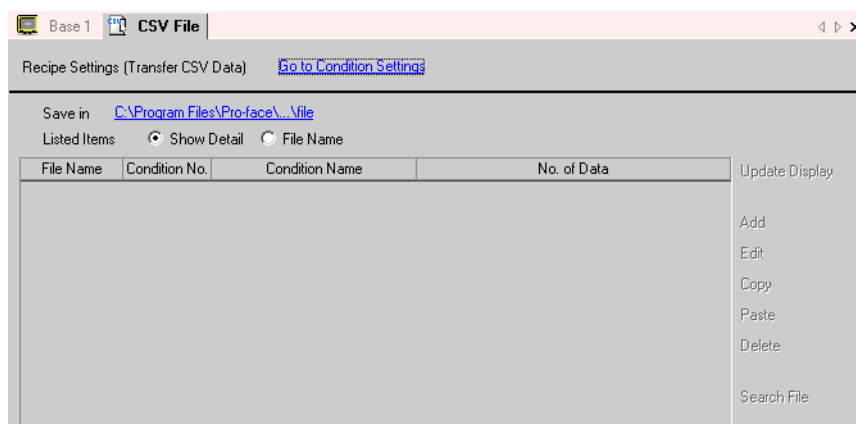 Base 1 CSV File
Recipe Settings (Transfer CSV Data) Go to Condition Settings
Save in C:\Program Files\Pro-face\...\file
Listed Items Show Detail File Name
File Name Condition No. Condition Name No. of Data
Update Display
Add
Edit
Copy
Paste
Delete
Search File